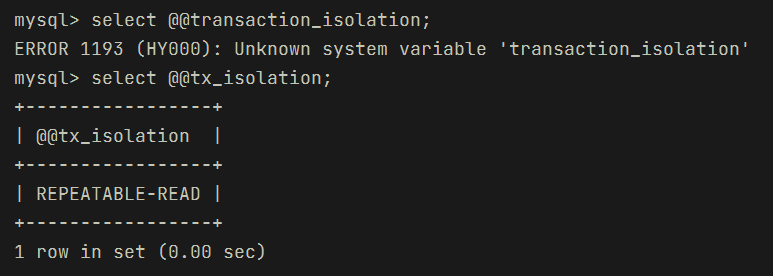 mysql> select @@transaction_isolation;
ERROR 1193 (HY000): Unknown system variable 'transaction_isolation'
mysql> select @@tx_isolation;
+-----------------+
| @@tx_isolation  |
+-----------------+
| REPEATABLE-READ |
+-----------------+
1 row in set (0.00 sec)